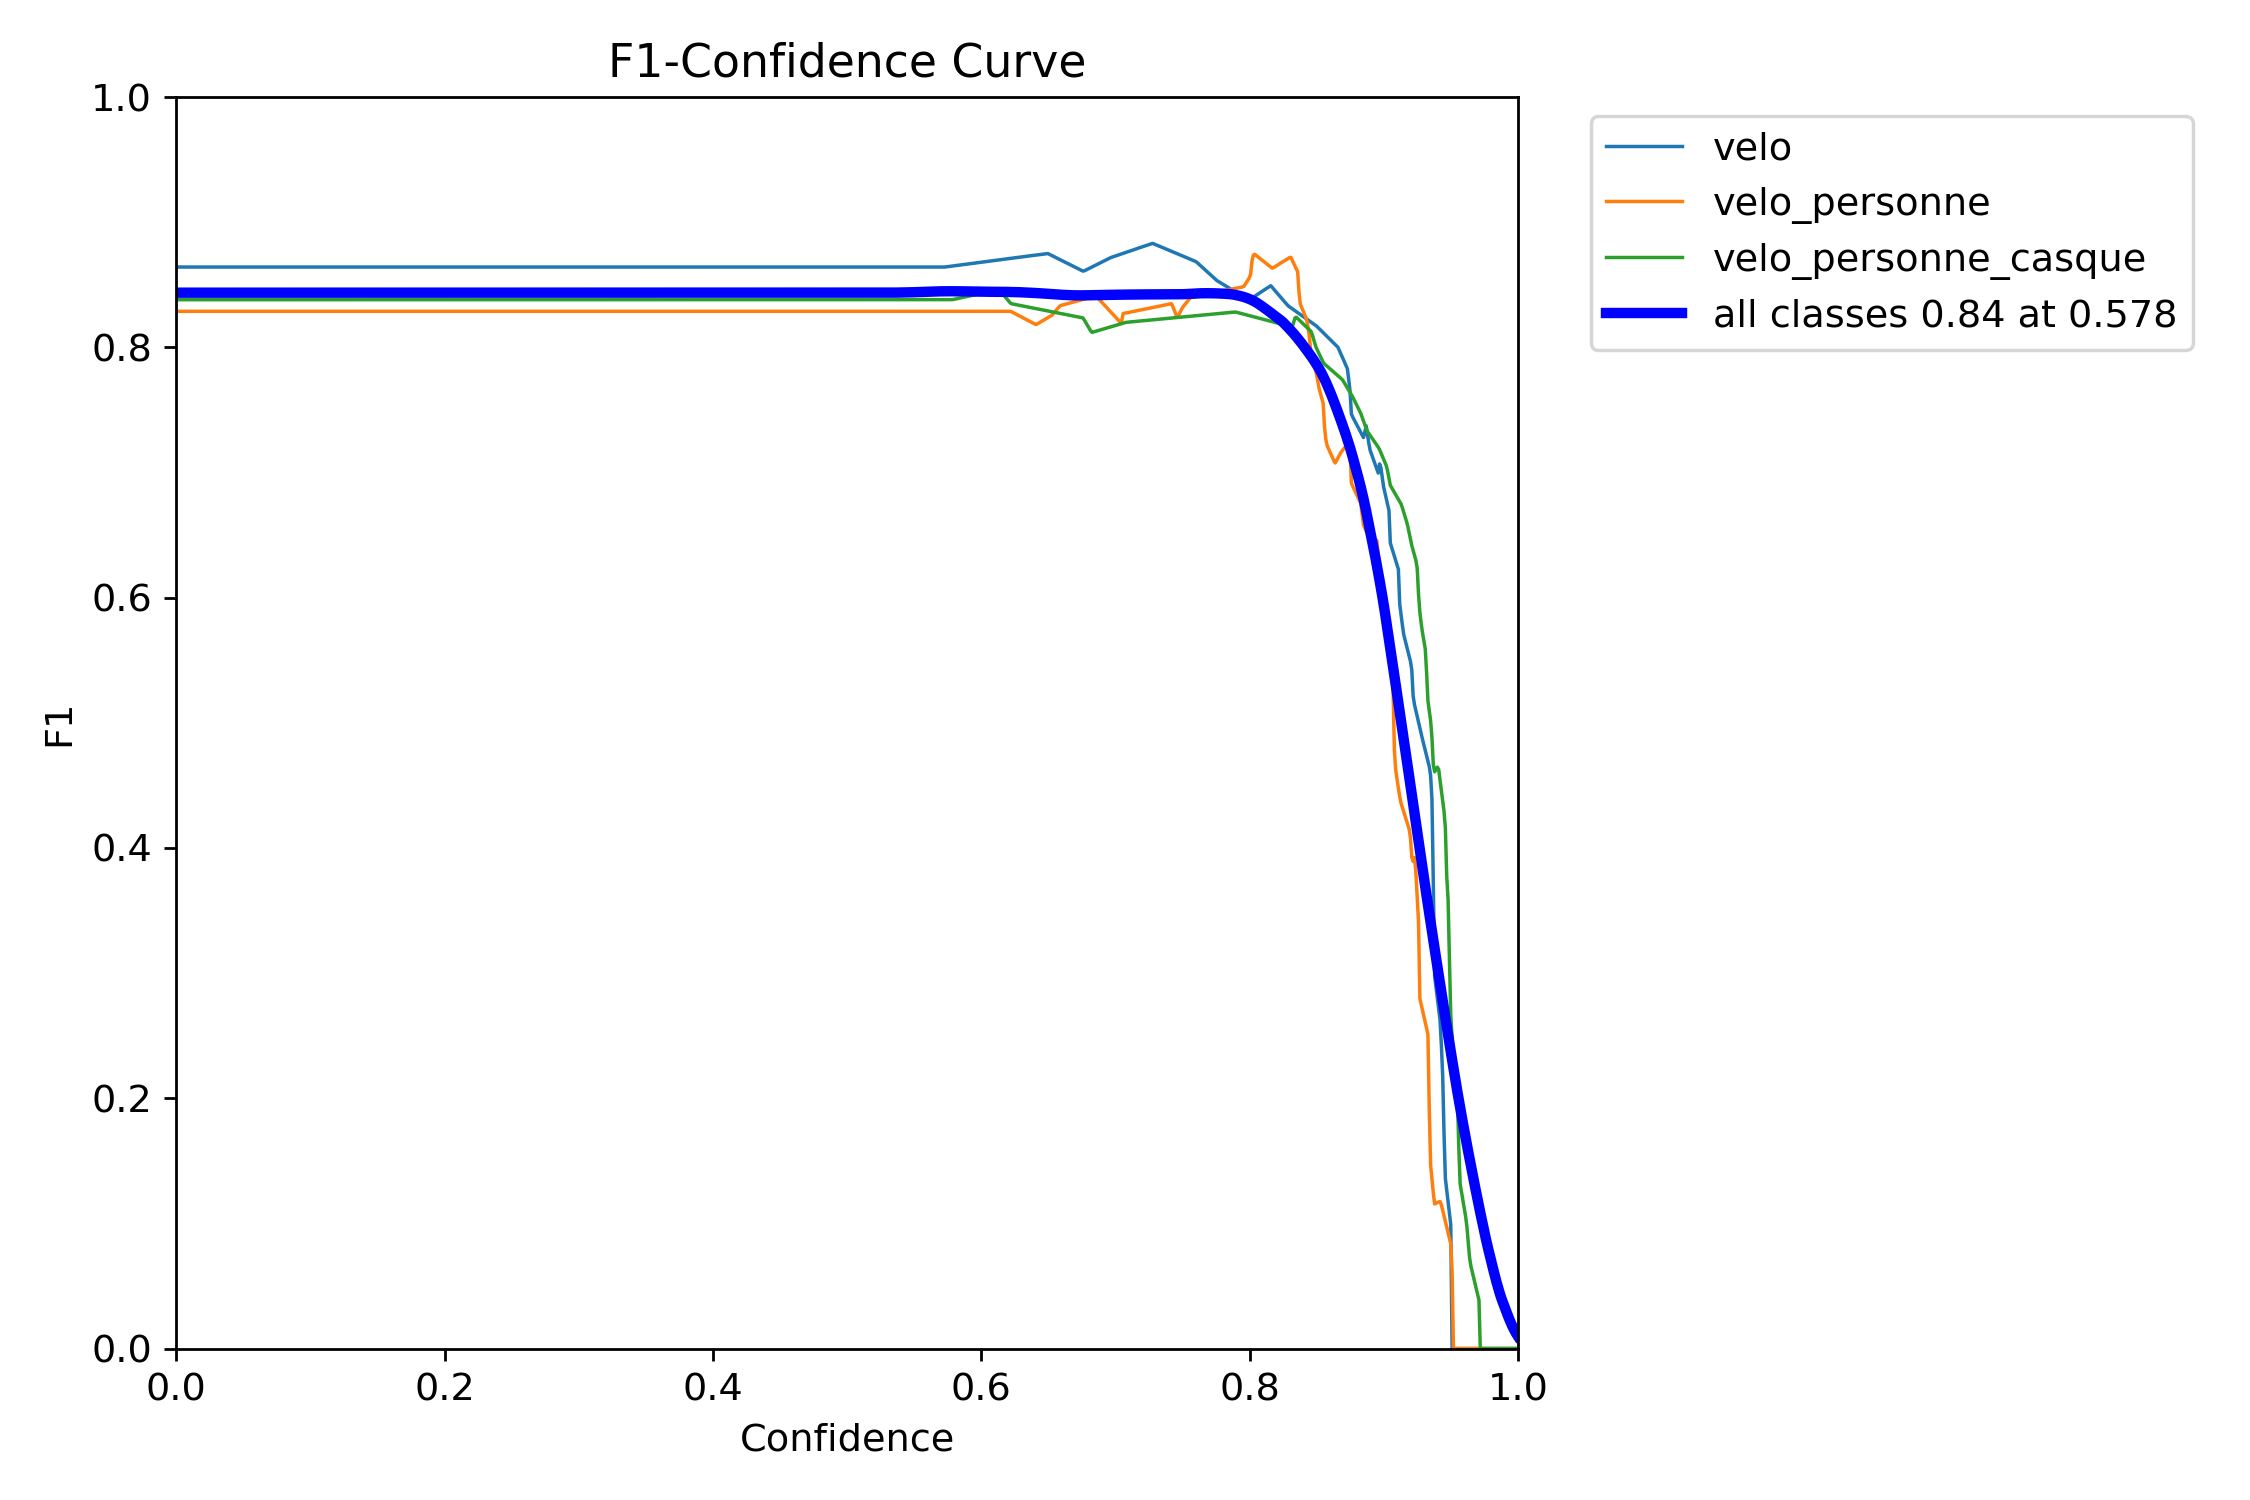 F1-Confidence Curve
1.0
0.8
0.6
0.4
0.2
0.0
F1
0.0 0.2 0.4 0.6 0.8 1.0
Confidence
velo
velo_personne
velo_personne_casque
all classes 0.84 at 0.578